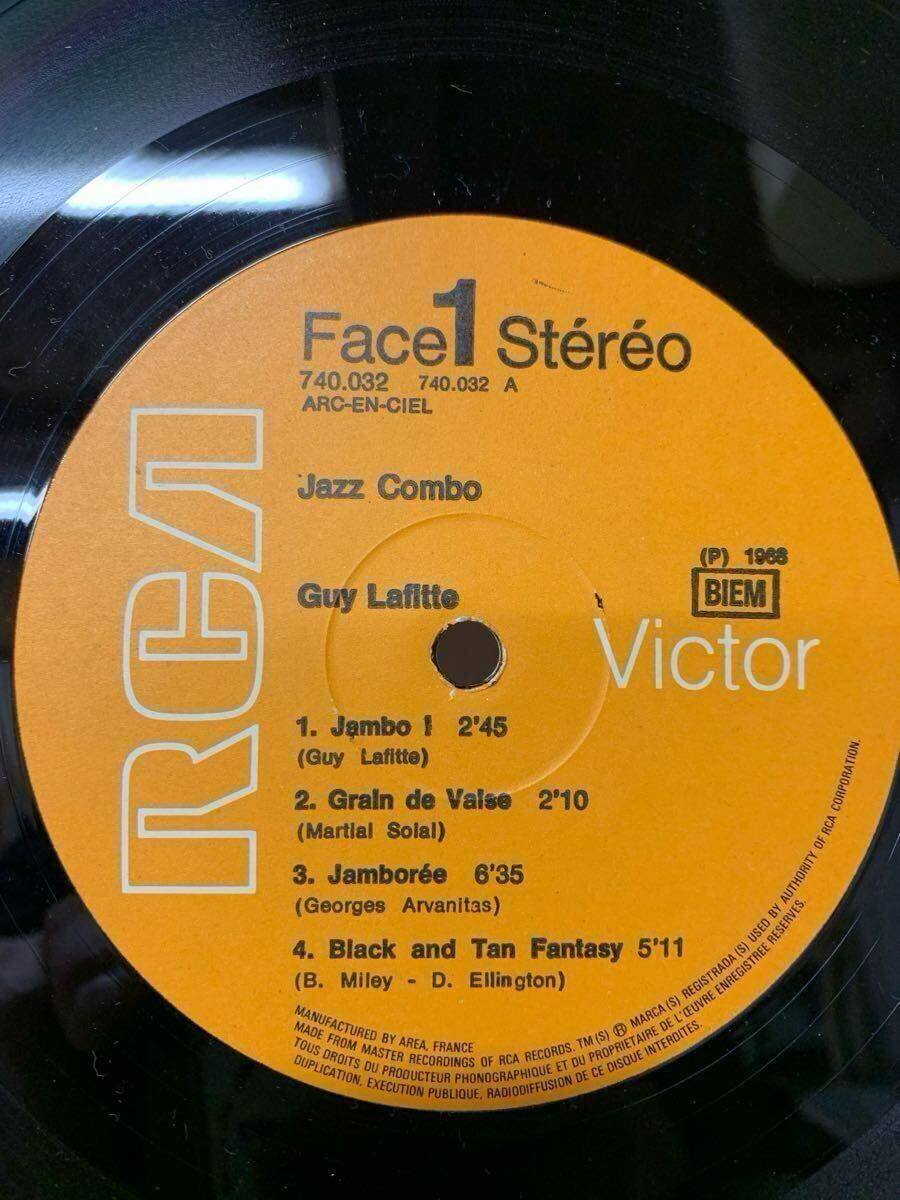 Face 1 Stéréo
740.032 740.032 A
ARC-EN-CIEL
RCA
Jazz Combo
(P) 1968
BIEM
Guy Lafitte
Victor
1. Jambo ! 2'45
(Guy Lafitte)
2. Grain de Valse 2'10
(Martial Solal)
3. Jamborée 6'35
(Georges Arvanitas)
4. Black and Tan Fantasy 5'11
(B. Miley - D. Ellington)
MANUFACTURED BY AREA, FRANCE
MADE FROM MASTER RECORDINGS OF RCA RECORDS. TM (S) ® MARCA (S) REGISTRADA (S) USED BY AUTHORITY OF RCA CORPORATION.
TOUS DROITS DU PRODUCTEUR PHONOGRAPHIQUE ET DU PROPRIETAIRE DE L'ŒUVRE ENREGISTREE RESERVES.
DUPLICATION, EXECUTION PUBLIQUE, RADIODIFFUSION DE CE DISQUE INTERDITES.